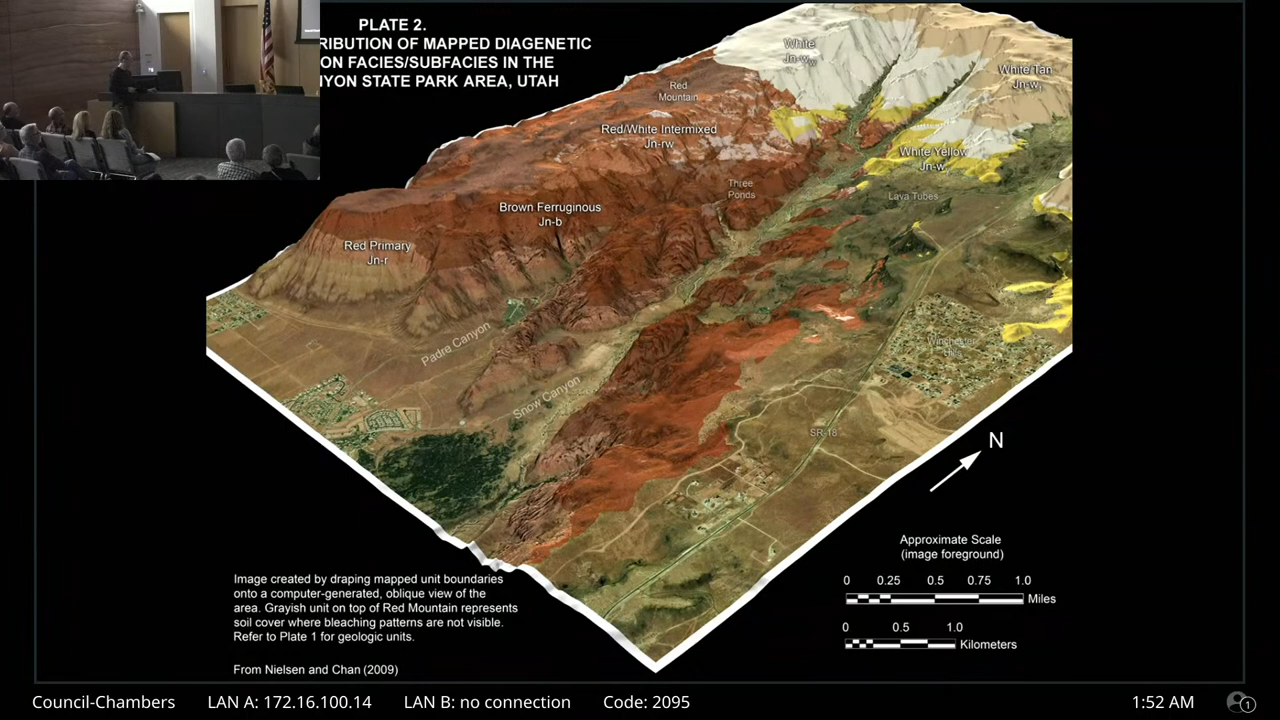 PLATE 2.
RIBUTION OF MAPPED DIAGENETIC
ON FACIES/SUBFACIES IN THE
YON STATE PARK AREA, UTAH
White
Jn-ww
White Tan
Jn-wt
Red
Mountain
Red/White Intermixed
Jn-rw
White Yellow
Jn-w
Three
Ponds
Lava Tubes
Brown Ferruginous
Jn-b
Red Primary
Jn-r
Padre Canyon
Winchester
Hills
Snow Canyon
SR-18
N
Approximate Scale
(image foreground)
0 0.25 0.5 0.75 1.0
Miles
0 0.5 1.0
Kilometers
Image created by draping mapped unit boundaries
onto a computer-generated, oblique view of the
area. Grayish unit on top of Red Mountain represents
soil cover where bleaching patterns are not visible.
Refer to Plate 1 for geologic units.
From Nielsen and Chan (2009)
Council-Chambers LAN A: 172.16.100.14 LAN B: no connection Code: 2095 1:52 AM 1